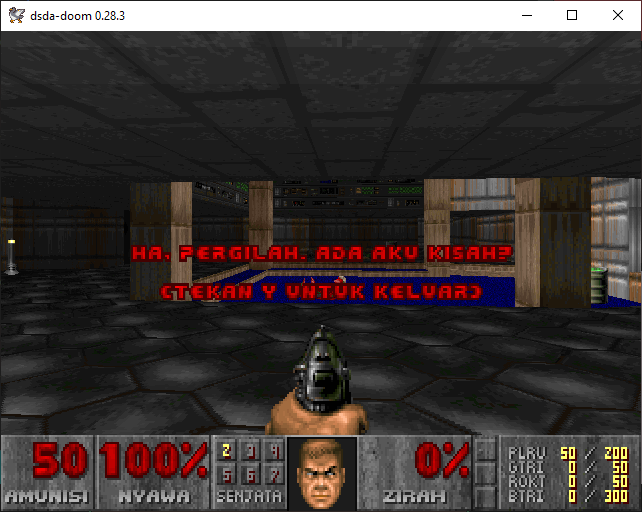 dsda-doom 0.28.3
HA, PERGILAH. ADA AKU KISAH?
(TEKAN Y UNTUK KELUAR)
50 100% 2 3 4 0% PLRU 50 / 200
5 6 7 GTRI 0 / 50
ROKT 0 / 50
AMUNISI NYAWA SENJATA ZIRAH BTRI 0 / 300